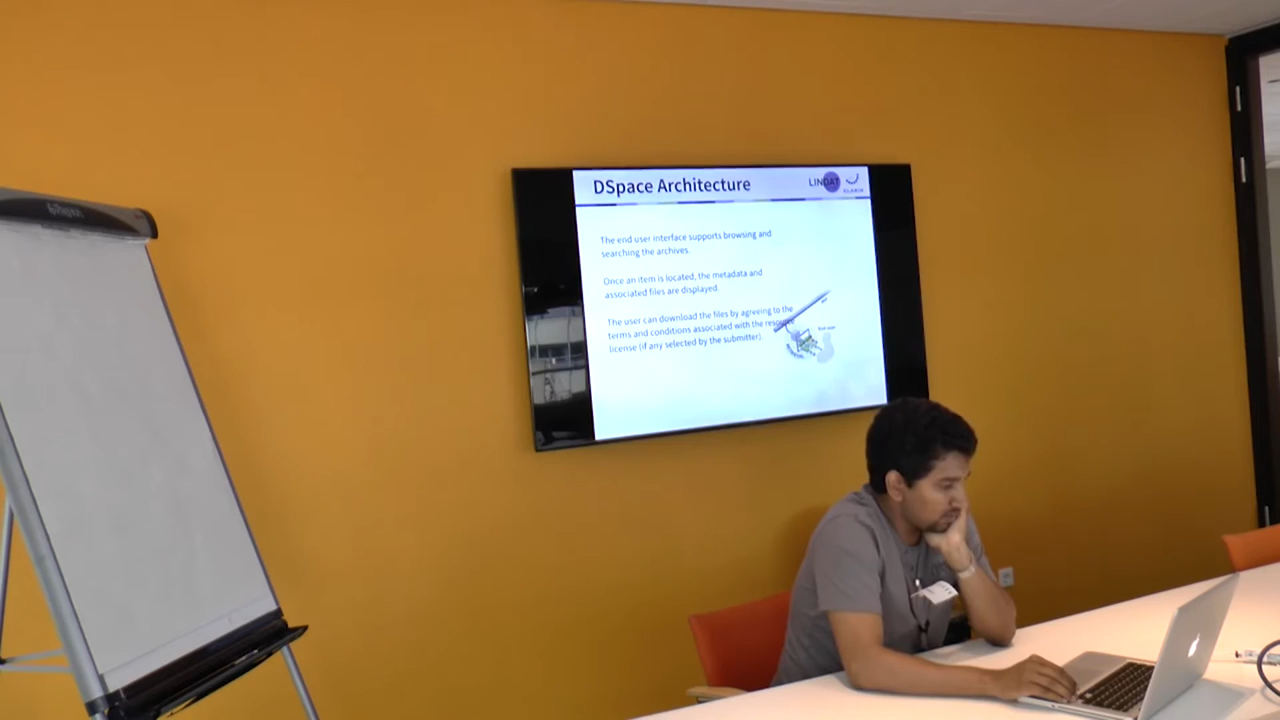 DSpace Architecture
LINDAT
CLARIN
The end user interface supports browsing and
searching the archives.
Once an item is located, the metadata and
associated files are displayed.
The user can download the files by agreeing to the
terms and conditions associated with the resource
license (if any selected by the submitter).